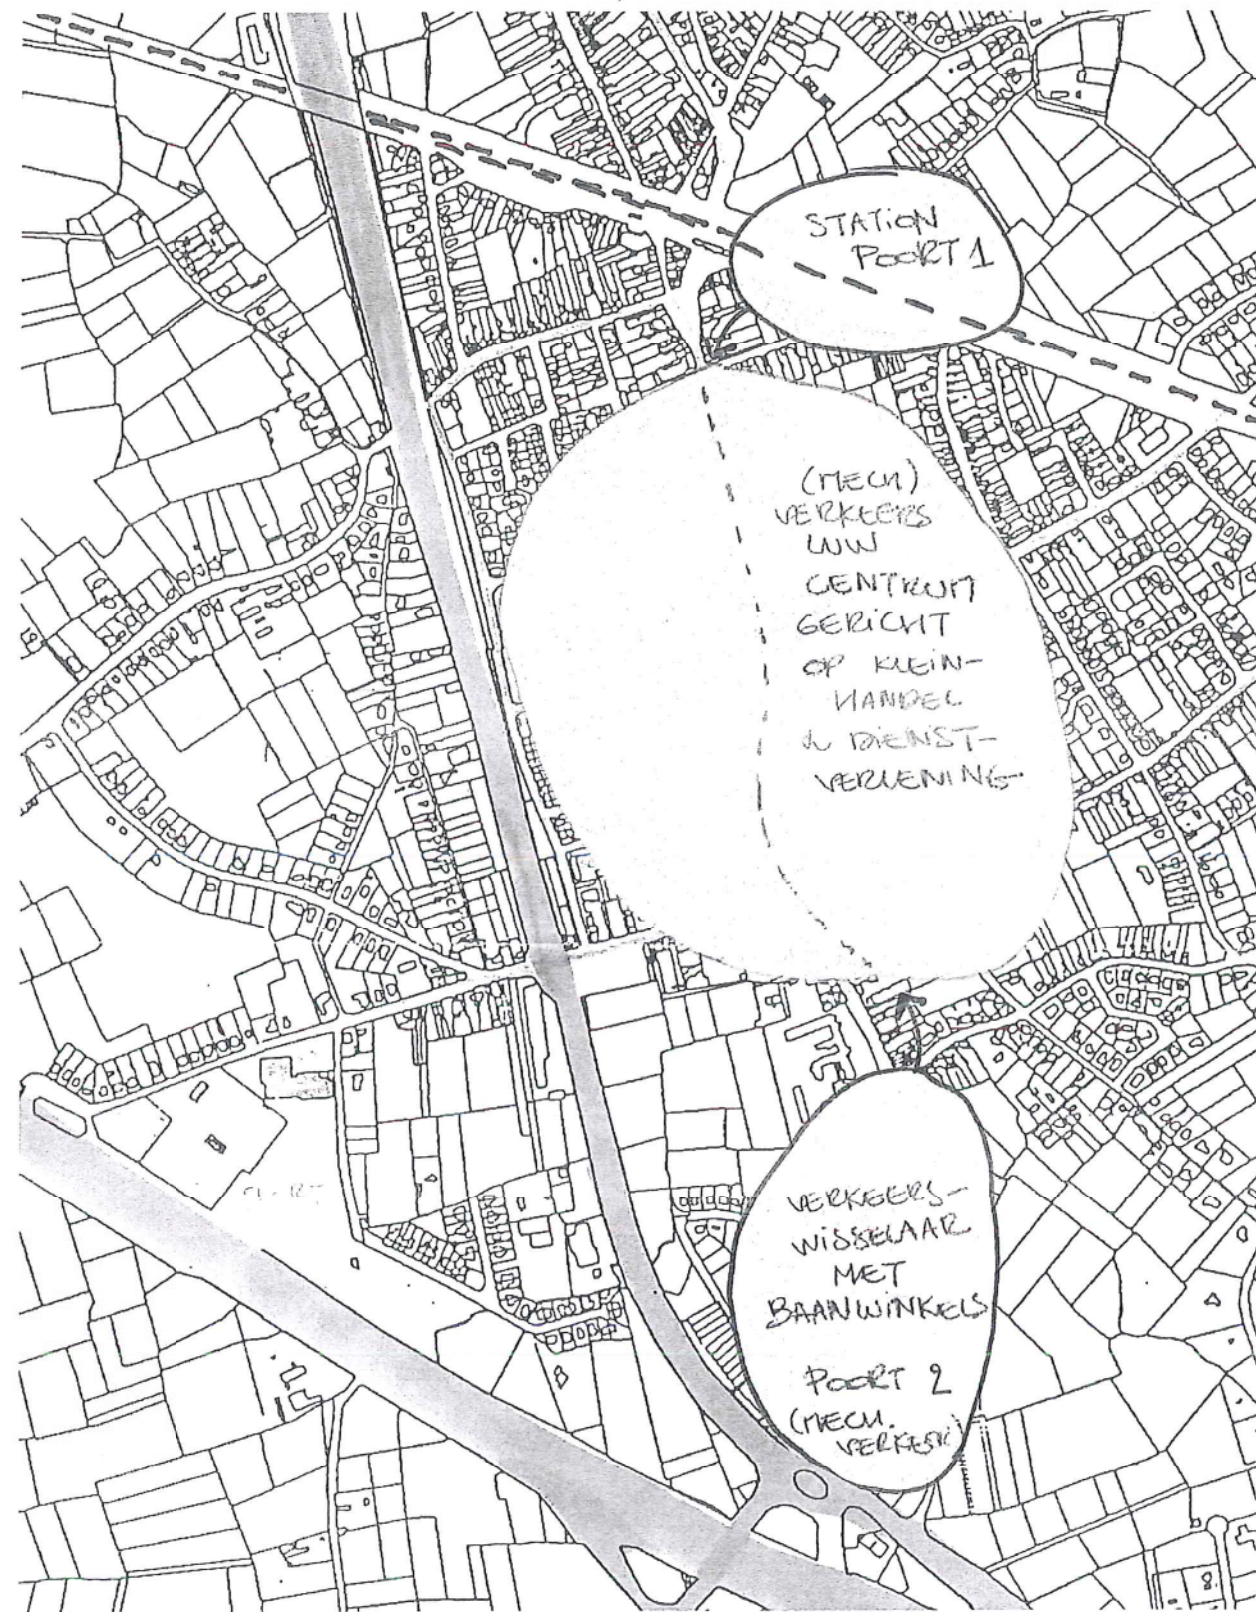 STATION
POORT 1
(MECH)
VERKEERS
LUW
CENTRUM
GERICHT
OP KLEIN-
HANDEL
& DIENST-
VERLENING
VERKEERS-
WISSELAAR
MET
BAANWINKELS
POORT 2
(MECH.
VERKEER)